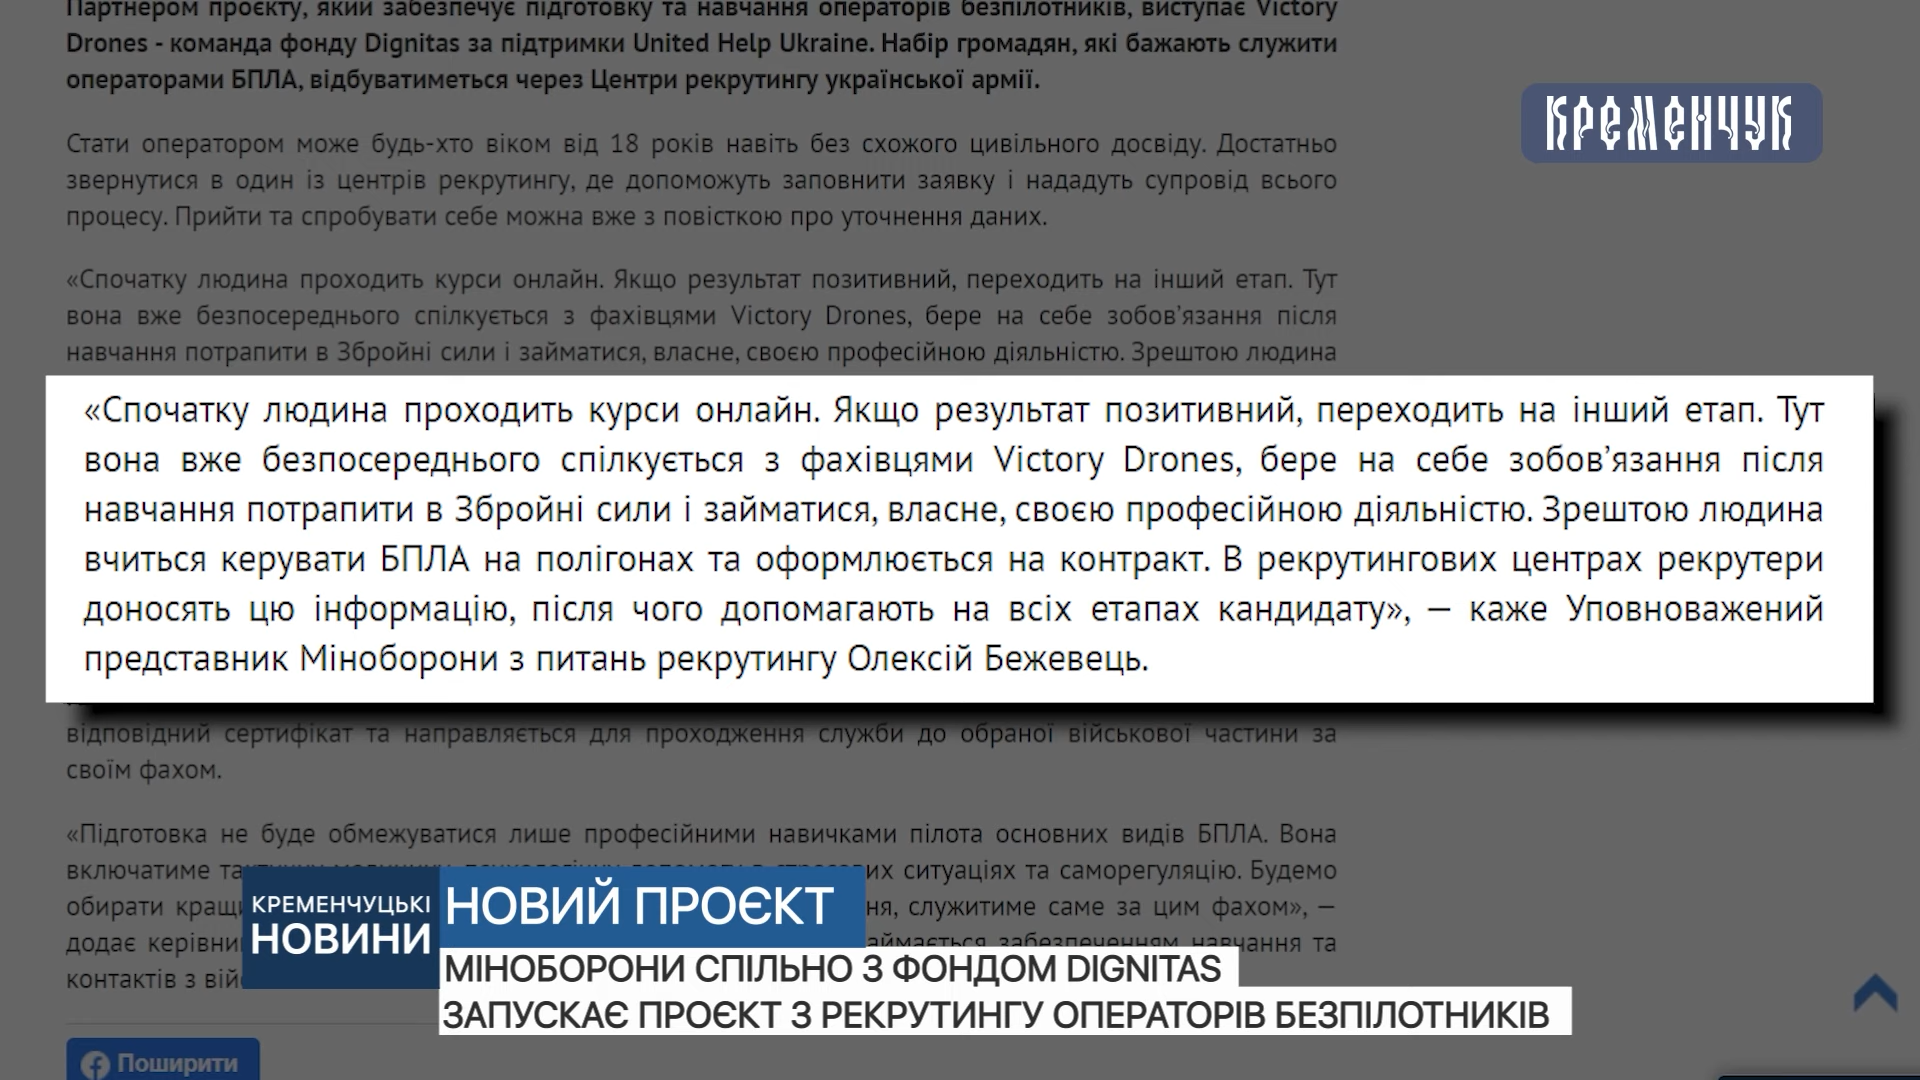 Партнером проєкту, який забезпечує підготовку та навчання операторів безпілотників, виступає Victory
Drones - команда фонду Dignitas за підтримки United Help Ukraine. Набір громадян, які бажають служити
операторами БПЛА, відбуватиметься через Центри рекрутингу української армії.
КРЕМЕНЧУК
Стати оператором може будь-хто віком від 18 років навіть без схожого цивільного досвіду. Достатньо
звернутися в один із центрів рекрутингу, де допоможуть заповнити заявку і нададуть супровід всього
процесу. Прийти та спробувати себе можна вже з повісткою про уточнення даних.
«Спочатку людина проходить курси онлайн. Якщо результат позитивний, переходить на інший етап. Тут
вона вже безпосереднього спілкується з фахівцями Victory Drones, бере на себе зобов’язання після
навчання потрапити в Збройні сили і займатися, власне, своєю професійною діяльністю. Зрештою людина
«Спочатку людина проходить курси онлайн. Якщо результат позитивний, переходить на інший етап. Тут
вона вже безпосереднього спілкується з фахівцями Victory Drones, бере на себе зобов’язання після
навчання потрапити в Збройні сили і займатися, власне, своєю професійною діяльністю. Зрештою людина
вчиться керувати БПЛА на полігонах та оформлюється на контракт. В рекрутингових центрах рекрутери
доносять цю інформацію, після чого допомагають на всіх етапах кандидату», — каже Уповноважений
представник Міноборони з питань рекрутингу Олексій Бежевець.
відповідний сертифікат та направляється для проходження служби до обраної військової частини за
своїм фахом.
«Підготовка не буде обмежуватися лише професійними навичками пілота основних видів БПЛА. Вона
включатиме ситуаціях та саморегуляцію. Будемо
обирати служитиме саме за цим фахом», —
додає забезпеченням навчання та
контактів з
КРЕМЕНЧУЦЬКІ
НОВИНИ
НОВИЙ ПРОЄКТ
МІНОБОРОНИ СПІЛЬНО З ФОНДОМ DIGNITAS
ЗАПУСКАЄ ПРОЄКТ З РЕКРУТИНГУ ОПЕРАТОРІВ БЕЗПІЛОТНИКІВ
Поширити